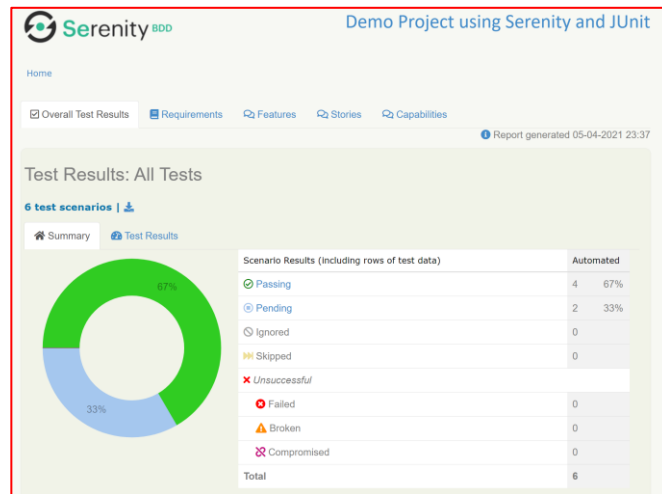 Serenity BDD
Demo Project using Serenity and JUnit
Home
Overall Test Results Requirements Features Stories Capabilities
Report generated 05-04-2021 23:37
Test Results: All Tests
6 test scenarios |
Summary Test Results
Scenario Results (including rows of test data) Automated
Passing 4 67%
Pending 2 33%
Ignored 0
Skipped 0
Unsuccessful
Failed 0
Broken 0
Compromised 0
Total 6
67%
33%